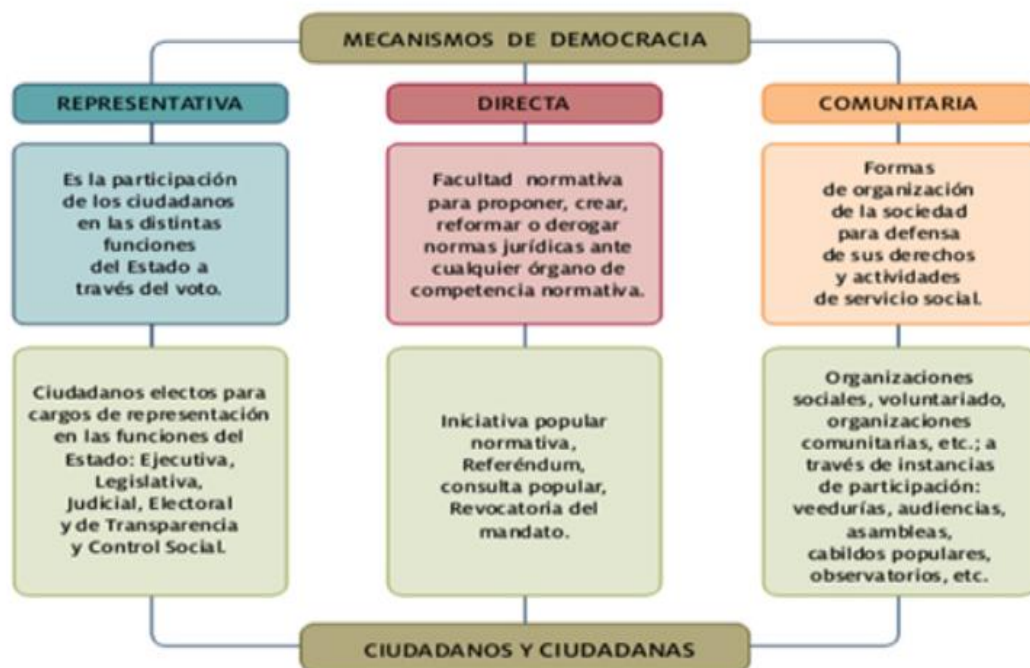 MECANISMOS DE DEMOCRACIA
REPRESENTATIVA
Es la participación
de los ciudadanos
en las distintas
funciones
del Estado a
través del voto.
Ciudadanos electos para
cargos de representación
en las funciones del
Estado: Ejecutiva,
Legislativa,
Judicial, Electoral
y de Transparencia
y Control Social.
DIRECTA
Facultad normativa
para proponer, crear,
reformar o derogar
normas jurídicas ante
cualquier órgano de
competencia normativa.
Iniciativa popular
normativa,
Referéndum,
consulta popular,
Revocatoria del
mandato.
COMUNITARIA
Formas
de organización
de la sociedad
para defensa
de sus derechos
y actividades
de servicio social.
Organizaciones
sociales, voluntariado,
organizaciones
comunitarias, etc.; a
través de instancias
de participación:
veedurías, audiencias,
asambleas,
cabildos populares,
observatorios, etc.
CIUDADANOS Y CIUDADANAS